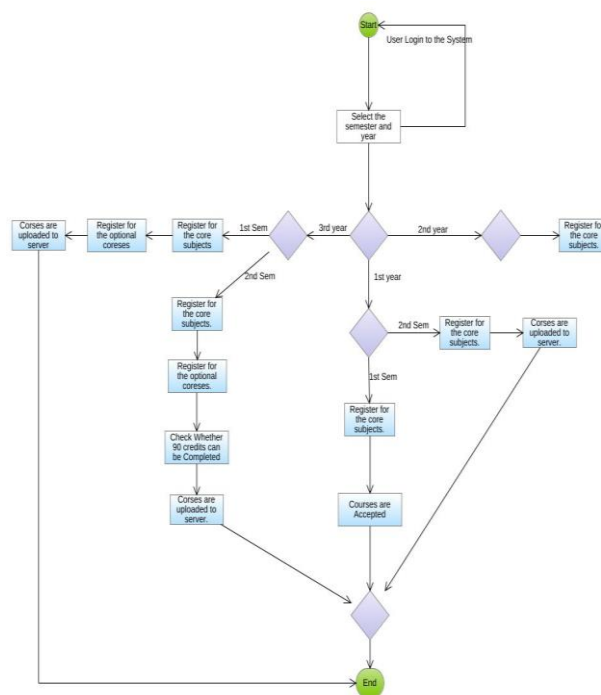 Start
User Login to the System
Select the
semester and
year
Corses are
uploaded to
server
Register for
the optional
coreses
Register for
the core
subjects
1st Sem
3rd year
2nd year
Register for
the core
subjects.
2nd Sem
1st year
Register for
the core
subjects.
2nd Sem
Register for
the core
subjects.
Corses are
uploaded to
server.
Register for
the optional
coreses.
1st Sem
Register for
the core
subjects.
Check Whether
90 credits can
be Completed
Corses are
uploaded to
server.
Courses are
Accepted
End